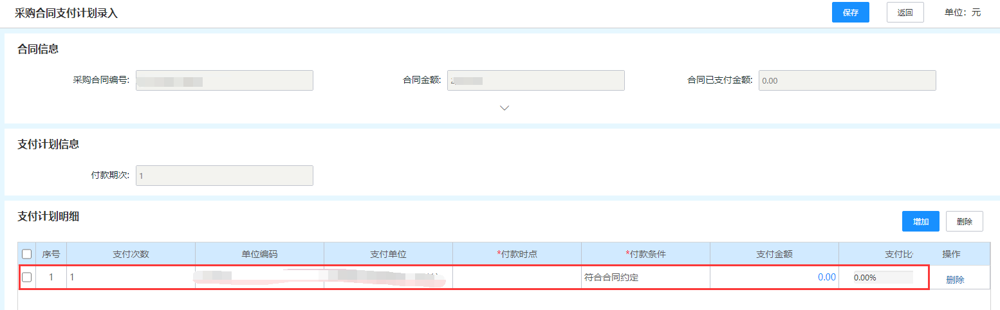 采购合同支付计划录入 保存 返回 单位：元
合同信息
采购合同编号: 合同金额: 合同已支付金额: 0.00
支付计划信息
付款期次: 1
支付计划明细 增加 删除
序号 支付次数 单位编码 支付单位 *付款时点 *付款条件 支付金额 支付比 操作
1 1 符合合同约定 0.00 0.00% 删除